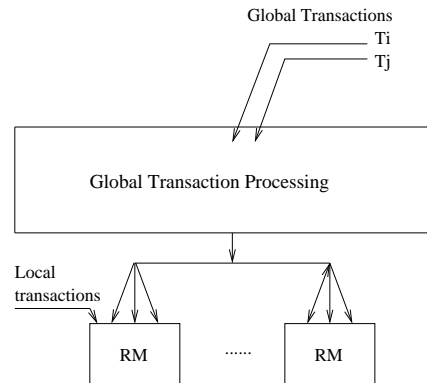 Global Transactions
Ti
Tj
Global Transaction Processing
Local
transactions
RM
......
RM